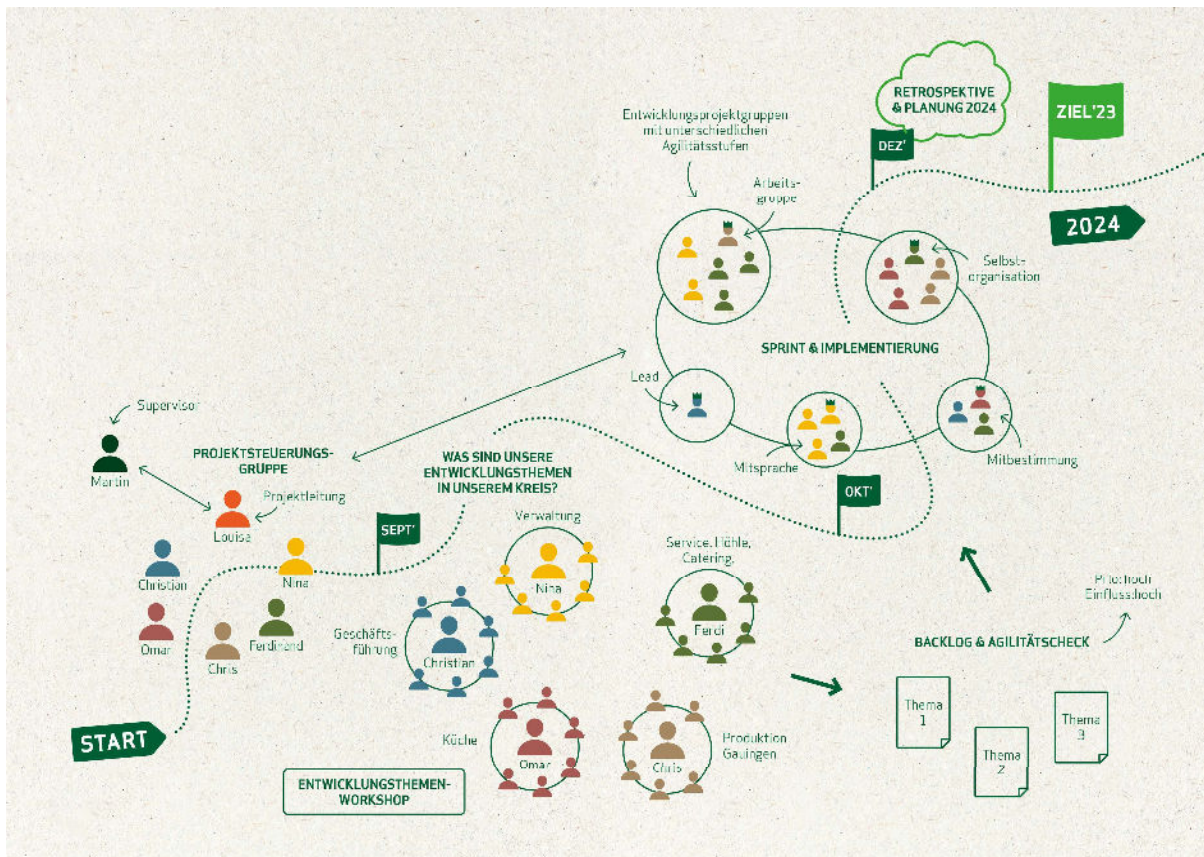 RETROSPEKTIVE
& PLANUNG 2024
ZIEL'23
DEZ'
2024
Entwicklungsprojektgruppen
mit unterschiedlichen
Agilitätsstufen
Arbeits-
gruppe
Selbst-
organisation
SPRINT & IMPLEMENTIERUNG
Lead
Mitsprache
Mitbestimmung
OKT'
Supervisor
Martin
PROJEKTSTEUERUNGS-
GRUPPE
Projektleitung
Louisa
Christian
Nina
Omar
Chris
Ferdinand
START
SEPT'
WAS SIND UNSERE
ENTWICKLUNGSTHEMEN
IN UNSEREM KREIS?
Verwaltung
Nina
Geschäfts-
führung
Christian
Service, Höhle,
Catering,
Ferdi
Küche
Omar
Chris
Produktion
Gauingen
ENTWICKLUNGSTHEMEN-
WORKSHOP
Prio: hoch
Einfluss:hoch
BACKLOG & AGILITÄTSCHECK
Thema
1
Thema
2
Thema
3